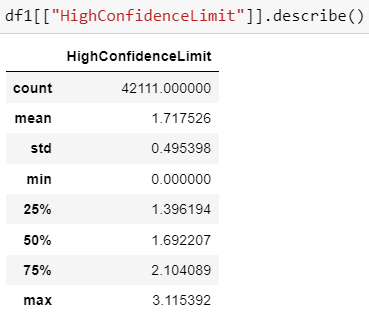 df1[["HighConfidenceLimit"]].describe()
HighConfidenceLimit
count 42111.000000
mean 1.717526
std 0.495398
min 0.000000
25% 1.396194
50% 1.692207
75% 2.104089
max 3.115392